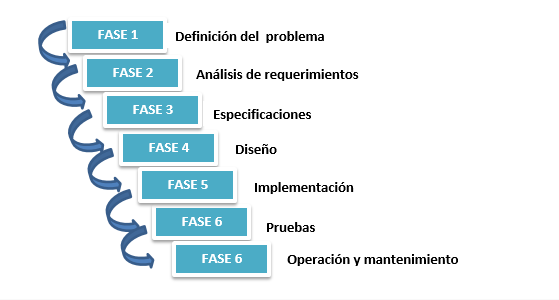 FASE 1 Definición del problema
FASE 2 Análisis de requerimientos
FASE 3 Especificaciones
FASE 4 Diseño
FASE 5 Implementación
FASE 6 Pruebas
FASE 6 Operación y mantenimiento